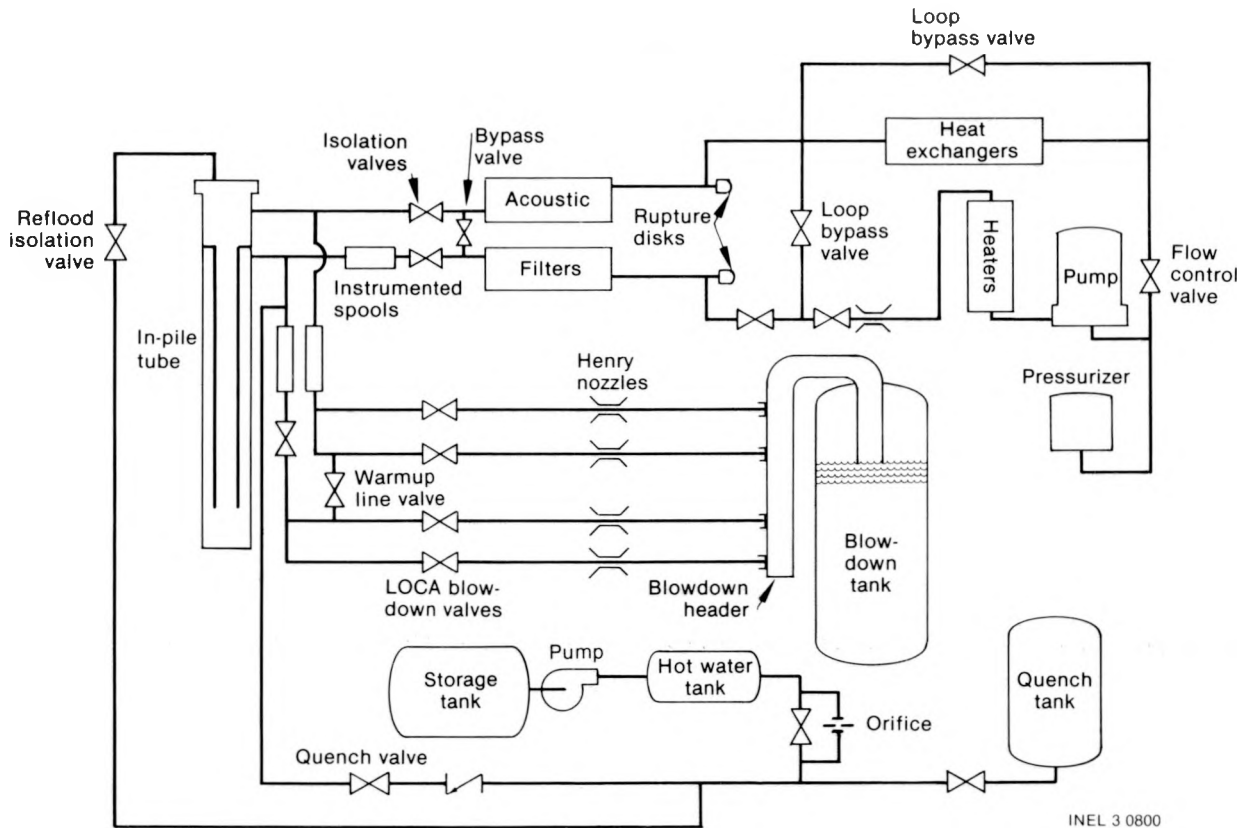 Loop
bypass valve
Isolation
valves
Bypass
valve
Heat
exchangers
Acoustic
Reflood
isolation
valve
Rupture
disks
Loop
bypass
valve
Heaters
Pump
Flow
control
valve
Filters
Instrumented
spools
In-pile
tube
Henry
nozzles
Pressurizer
Warmup
line valve
Blow-
down
tank
LOCA blow-
down valves
Blowdown
header
Pump
Storage
tank
Hot water
tank
Quench
tank
Orifice
Quench valve
INEL 3 0800